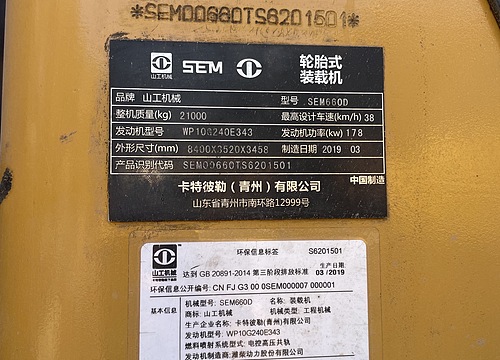 *SEM00660TS6201501*
山工机械 SEM 轮胎式
装载机
品牌 山工机械 型号 SEM660D
整机质量(kg) 21000 最高设计车速(km/h) 38
发动机型号 WP10G240E343 发动机功率(kw) 178
外形尺寸(mm) 8400X3520X3458 制造日期 2019 03
产品识别代码 SEM00660TS6201501
中国制造
卡特彼勒（青州）有限公司
山东省青州市南环路12999号
环保信息标签 S6201501
山工机械
达到 GB 20891-2014 第三阶段排放标准
生产日期:
03/2019
环保信息公开编号: CN FJ G3 00 0SEM000007 000001
基本信息
机械型号: SEM660D 名称: 装载机
商标: 山工机械 机械类型: 工程机械
生产企业名称: 卡特彼勒(青州)有限公司
发动机型号: WP10G240E343
燃料喷射系统型式: 电控高压共轨
发动机商标: 潍柴动力股份有限公司